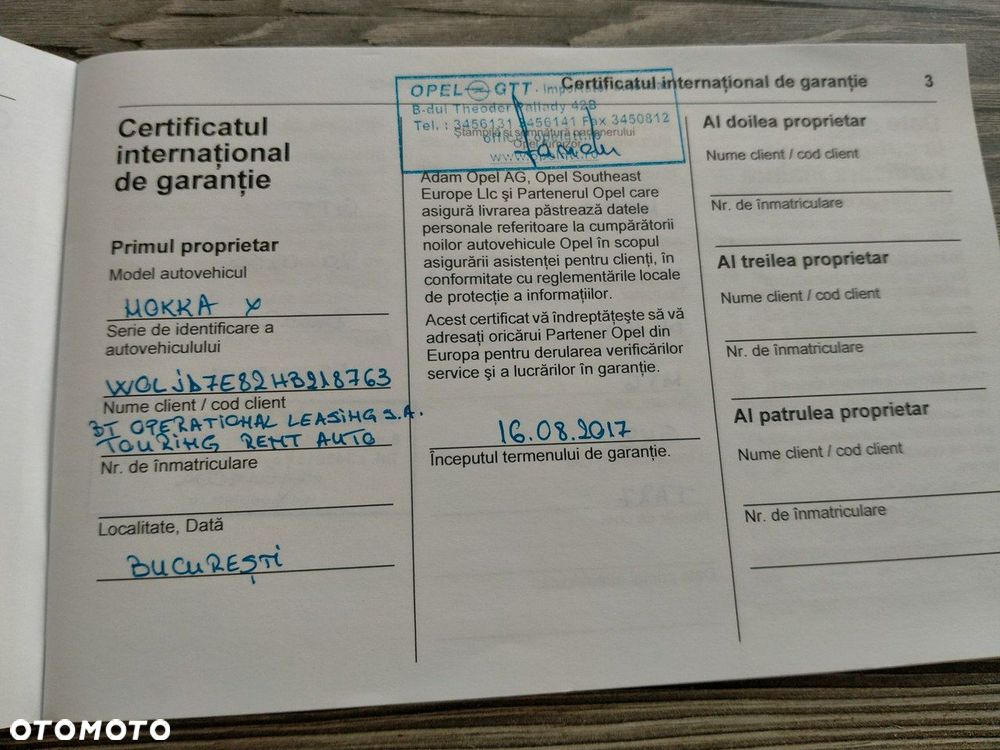 Certificatul internațional de garanție 3
Certificatul
internațional
de garanție
Primul proprietar
Model autovehicul
MOKKA X
Serie de identificare a
autovehiculului
WOLJD7E82HB218763
Nume client / cod client
BT OPERATIONAL LEASING S.A.
TOURING RENT AUTO
Nr. de înmatriculare
Localitate, Dată
BUCUREȘTI
OPEL GTT
B-dul Theodor Pallady 42B
Tel. : 3456131 3456141 Fax 3450812
Ștampila și semnătura partenerului
Adam Opel AG, Opel Southeast
Europe Llc și Partenerul Opel care
asigură livrarea păstrează datele
personale referitoare la cumpărătorii
noilor autovehicule Opel în scopul
asigurării asistenței pentru clienți, în
conformitate cu reglementările locale
de protecție a informațiilor.
Acest certificat vă îndreptățește să vă
adresați oricărui Partener Opel din
Europa pentru derularea verificărilor
service și a lucrărilor în garanție.
16.08.2017
Începutul termenului de garanție.
Al doilea proprietar
Nume client / cod client
Nr. de înmatriculare
Al treilea proprietar
Nume client / cod client
Nr. de înmatriculare
Al patrulea proprietar
Nume client / cod client
Nr. de înmatriculare
OTOMOTO